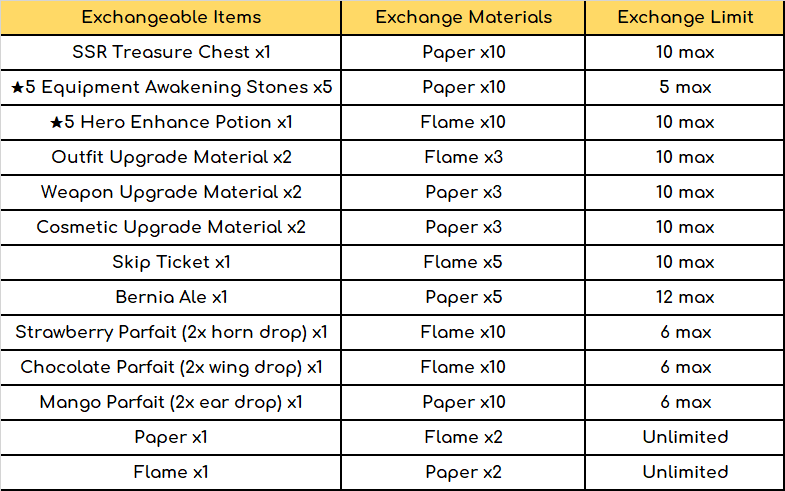 Exchangeable Items Exchange Materials Exchange Limit
SSR Treasure Chest x1 Paper x10 10 max
★5 Equipment Awakening Stones x5 Paper x10 5 max
★5 Hero Enhance Potion x1 Flame x10 10 max
Outfit Upgrade Material x2 Flame x3 10 max
Weapon Upgrade Material x2 Paper x3 10 max
Cosmetic Upgrade Material x2 Paper x3 10 max
Skip Ticket x1 Flame x5 10 max
Bernia Ale x1 Paper x5 12 max
Strawberry Parfait (2x horn drop) x1 Flame x10 6 max
Chocolate Parfait (2x wing drop) x1 Flame x10 6 max
Mango Parfait (2x ear drop) x1 Paper x10 6 max
Paper x1 Flame x2 Unlimited
Flame x1 Paper x2 Unlimited